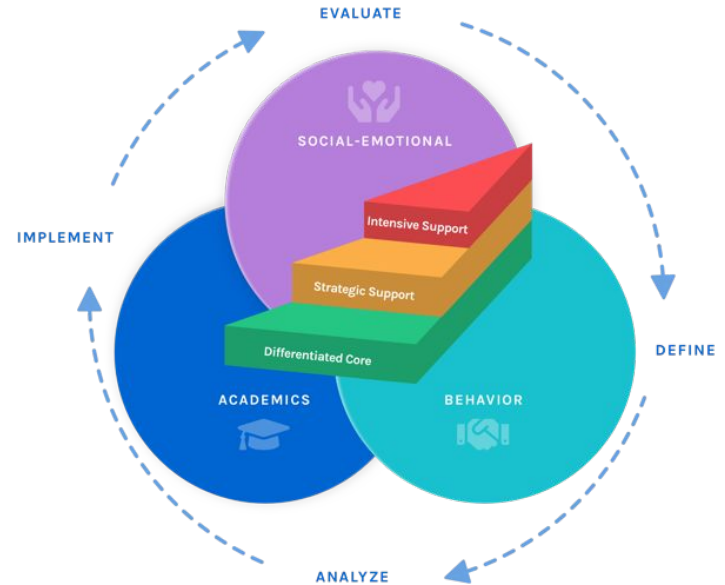 EVALUATE
SOCIAL-EMOTIONAL
Intensive Support
IMPLEMENT
Strategic Support
Differentiated Core
DEFINE
ACADEMICS
BEHAVIOR
ANALYZE